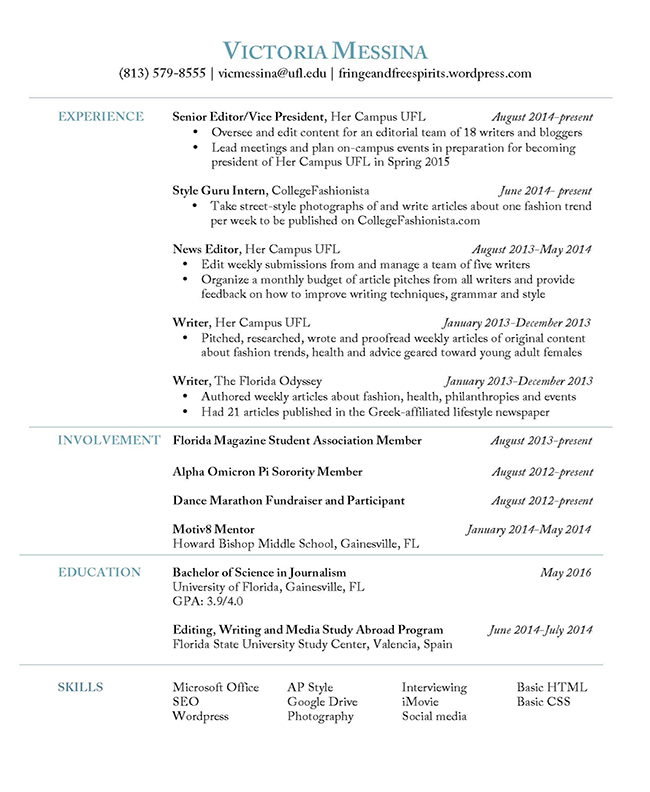 VICTORIA MESSINA
(813) 579-8555 | vicmessina@ufl.edu | fringeandfreespirits.wordpress.com
EXPERIENCE Senior Editor/Vice President, Her Campus UFL August 2014-present
• Oversee and edit content for an editorial team of 18 writers and bloggers
• Lead meetings and plan on-campus events in preparation for becoming
president of Her Campus UFL in Spring 2015
Style Guru Intern, CollegeFashionista June 2014- present
• Take street-style photographs of and write articles about one fashion trend
per week to be published on CollegeFashionista.com
News Editor, Her Campus UFL August 2013-May 2014
• Edit weekly submissions from and manage a team of five writers
• Organize a monthly budget of article pitches from all writers and provide
feedback on how to improve writing techniques, grammar and style
Writer, Her Campus UFL January 2013-December 2013
• Pitched, researched, wrote and proofread weekly articles of original content
about fashion trends, health and advice geared toward young adult females
Writer, The Florida Odyssey January 2013-December 2013
• Authored weekly articles about fashion, health, philanthropies and events
• Had 21 articles published in the Greek-affiliated lifestyle newspaper
INVOLVEMENT Florida Magazine Student Association Member August 2013-present
Alpha Omicron Pi Sorority Member August 2012-present
Dance Marathon Fundraiser and Participant August 2012-present
Motiv8 Mentor January 2014-May 2014
Howard Bishop Middle School, Gainesville, FL
EDUCATION Bachelor of Science in Journalism May 2016
University of Florida, Gainesville, FL
GPA: 3.9/4.0
Editing, Writing and Media Study Abroad Program June 2014-July 2014
Florida State University Study Center, Valencia, Spain
SKILLS Microsoft Office AP Style Interviewing Basic HTML
SEO Google Drive iMovie Basic CSS
Wordpress Photography Social media